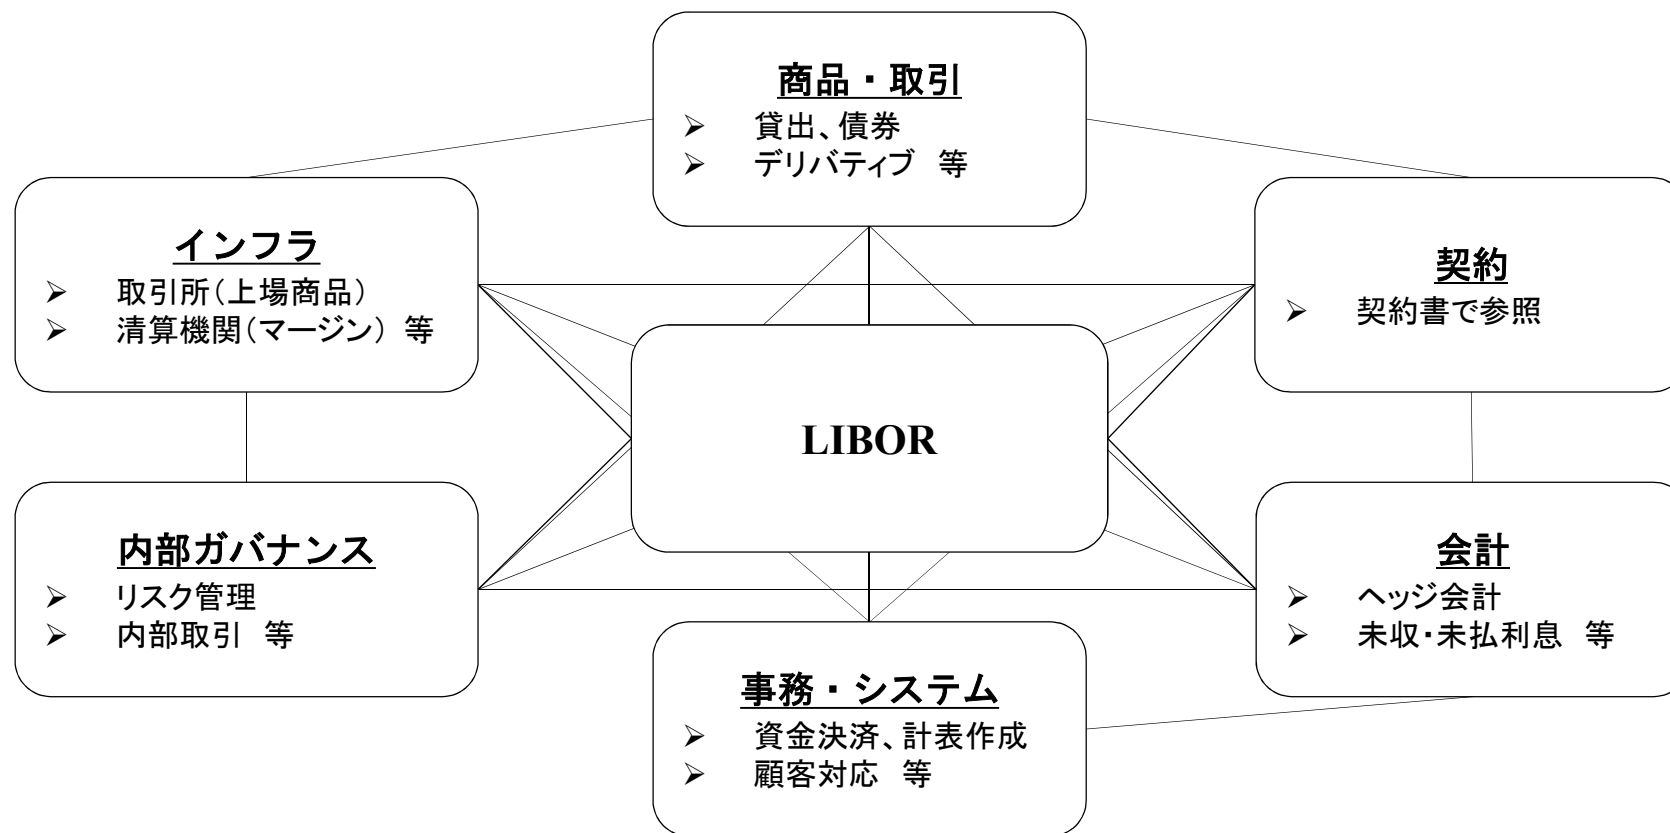 商品・取引
➢ 貸出、債券
➢ デリバティブ 等
インフラ
➢ 取引所(上場商品)
➢ 清算機関(マージン) 等
契約
➢ 契約書で参照
LIBOR
内部ガバナンス
➢ リスク管理
➢ 内部取引 等
会計
➢ ヘッジ会計
➢ 未収・未払利息 等
事務・システム
➢ 資金決済、計表作成
➢ 顧客対応 等